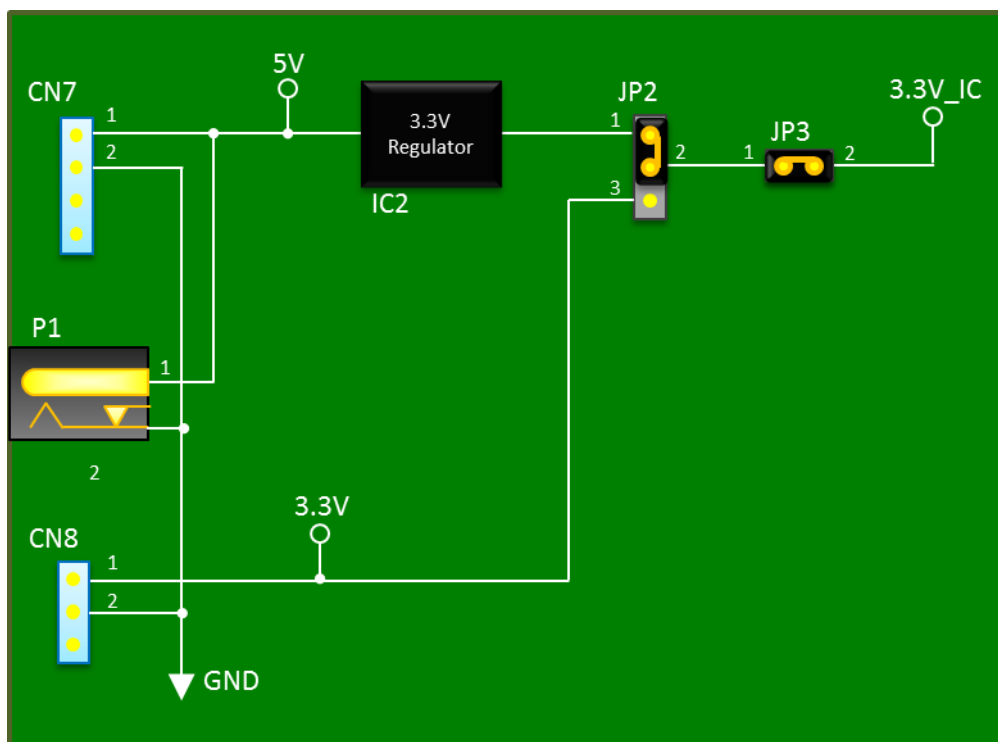 5V
CN7
1
2
3.3V
Regulator
IC2
JP2
1
2
3
JP3
1
2
3.3V_IC
P1
1
2
3.3V
CN8
1
2
GND